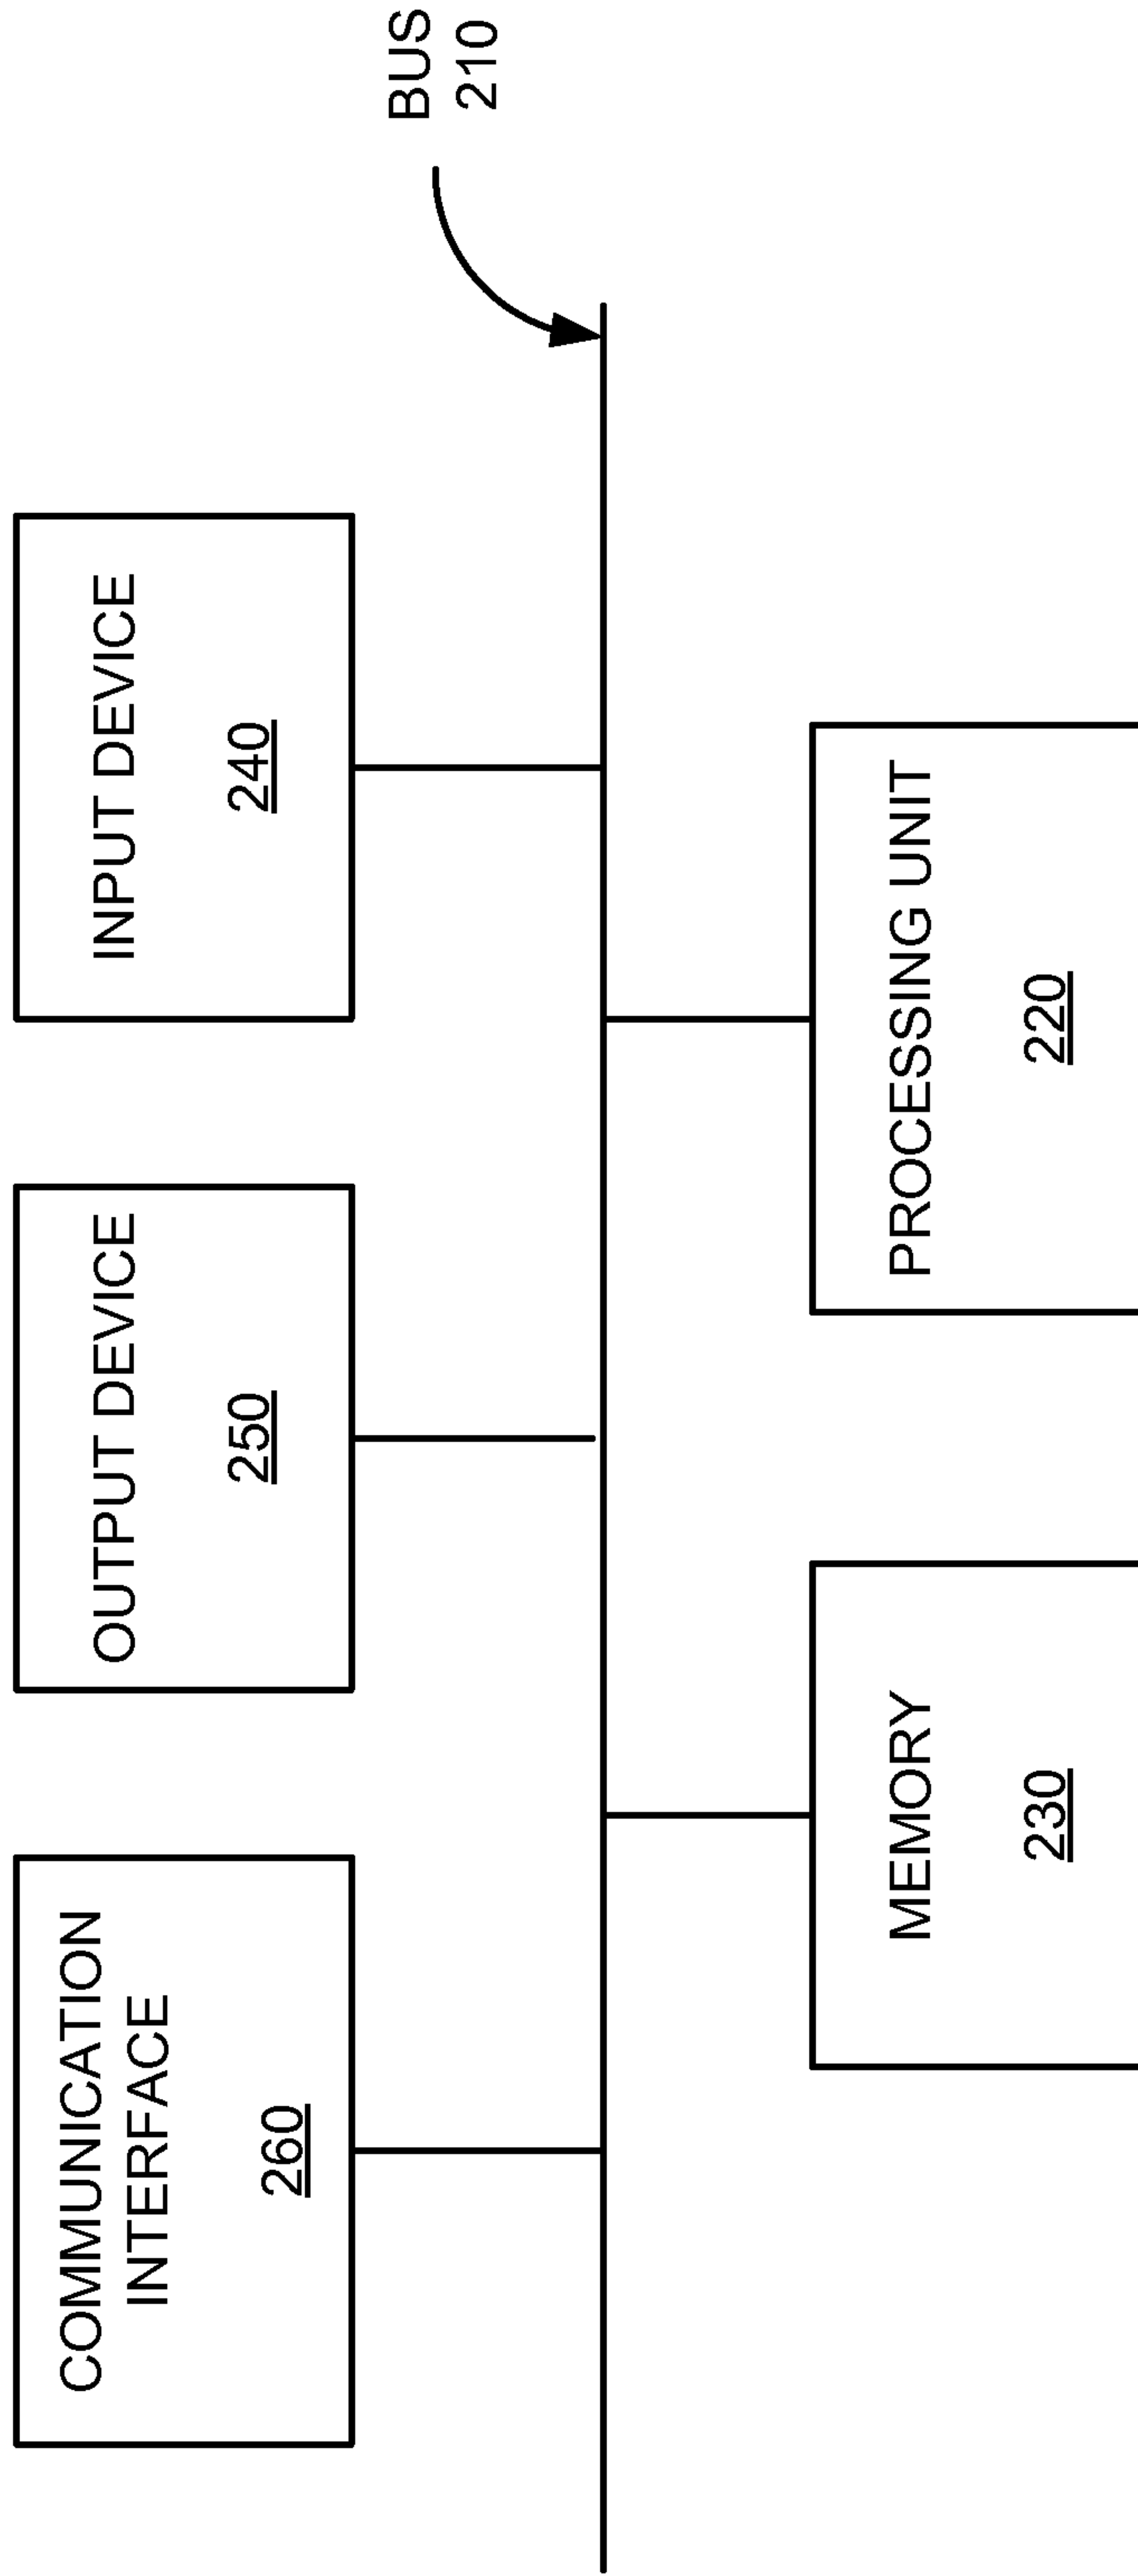 COMMUNICATION
INTERFACE
260
OUTPUT DEVICE
250
INPUT DEVICE
240
BUS
210
MEMORY
230
PROCESSING UNIT
220